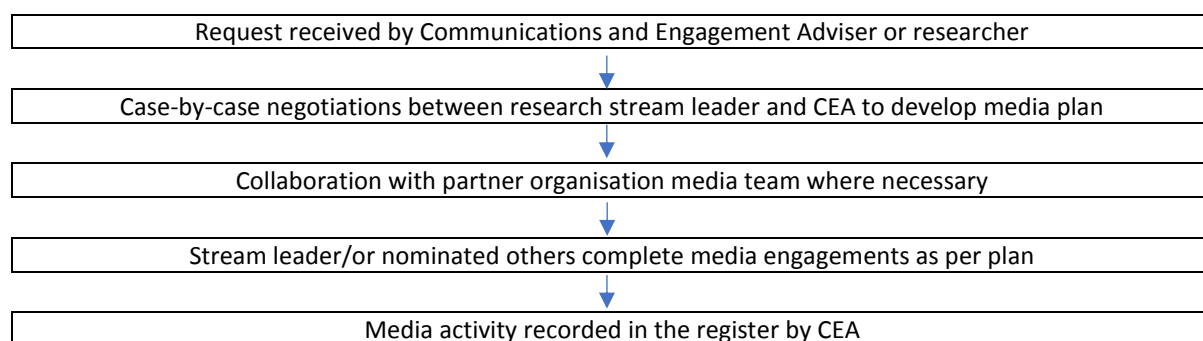 Request received by Communications and Engagement Adviser or researcher
Case-by-case negotiations between research stream leader and CEA to develop media plan
Collaboration with partner organisation media team where necessary
Stream leader/or nominated others complete media engagements as per plan
Media activity recorded in the register by CEA